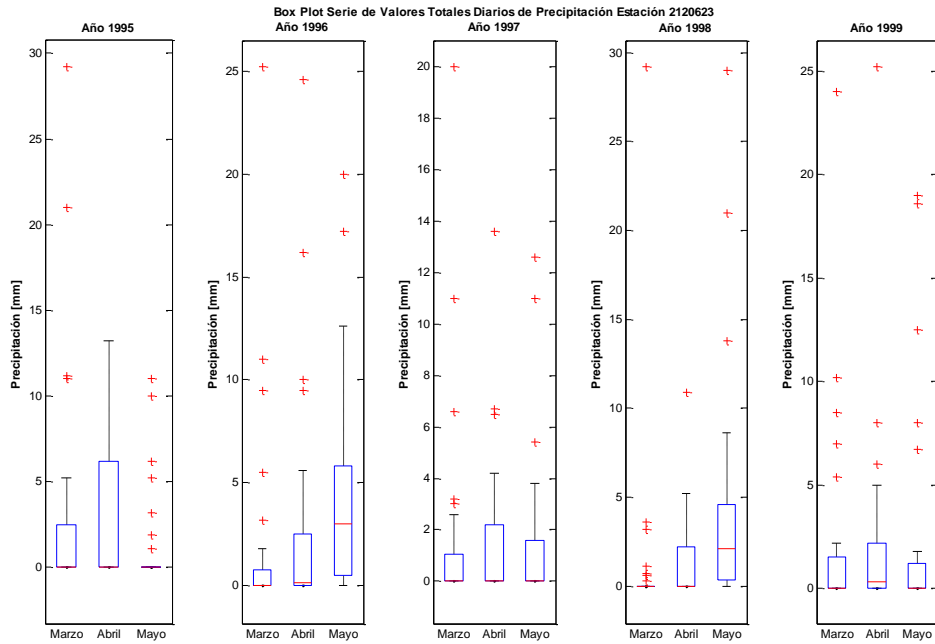 Box Plot Serie de Valores Totales Diarios de Precipitación Estación 2120623
Año 1995
Año 1996
Año 1997
Año 1998
Año 1999
Precipitación [mm]
30
25
20
15
10
5
0
Marzo Abril Mayo
Precipitación [mm]
25
20
15
10
5
0
Marzo Abril Mayo
Precipitación [mm]
20
18
16
14
12
10
8
6
4
2
0
Marzo Abril Mayo
Precipitación [mm]
30
25
20
15
10
5
0
Marzo Abril Mayo
Precipitación [mm]
25
20
15
10
5
0
Marzo Abril Mayo